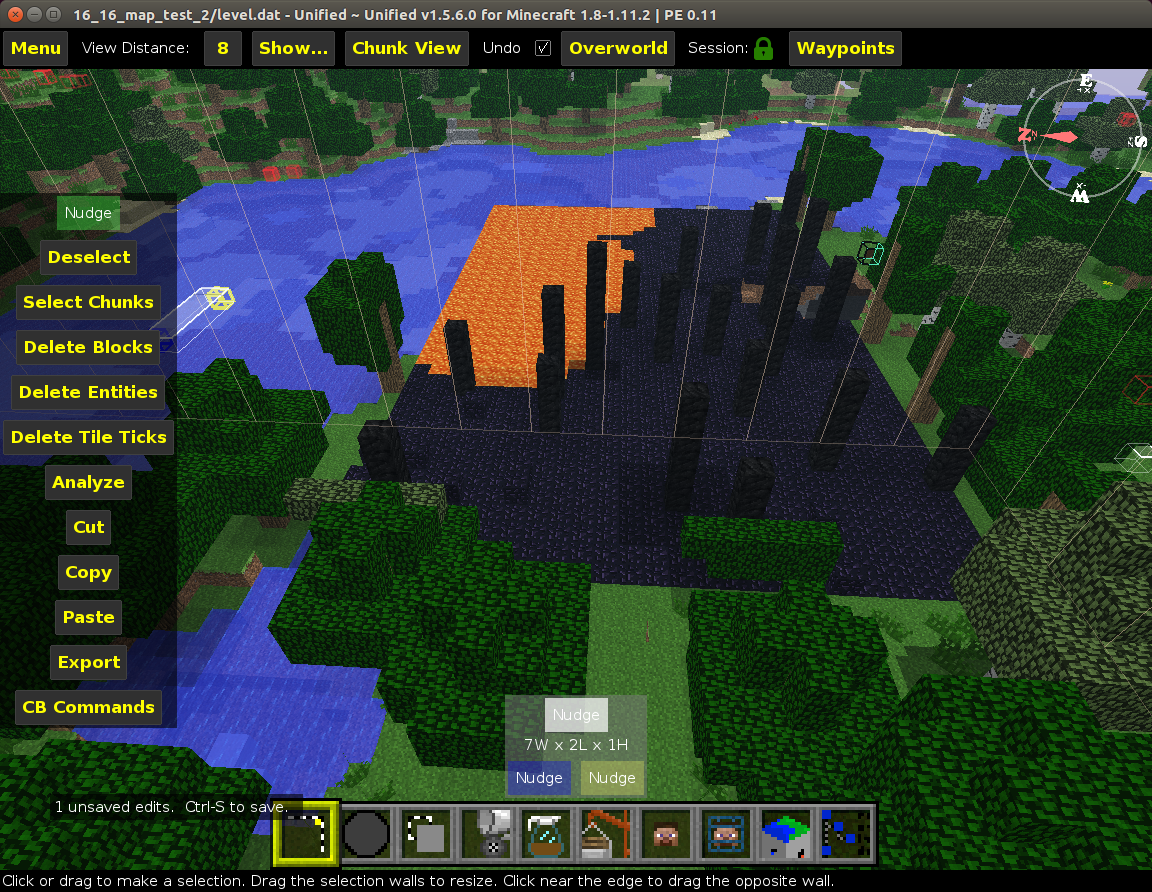 16_16_map_test_2/level.dat - Unified ~ Unified v1.5.6.0 for Minecraft 1.8-1.11.2 | PE 0.11
Menu View Distance: 8 Show... Chunk View Undo Overworld Session: Waypoints
E
+X
Z N
Z S
-X
W
Nudge
Deselect
Select Chunks
Delete Blocks
Delete Entities
Delete Tile Ticks
Analyze
Cut
Copy
Paste
Export
CB Commands
Nudge
7W x 2L x 1H
Nudge Nudge
1 unsaved edits. Ctrl-S to save.
Click or drag to make a selection. Drag the selection walls to resize. Click near the edge to drag the opposite wall.